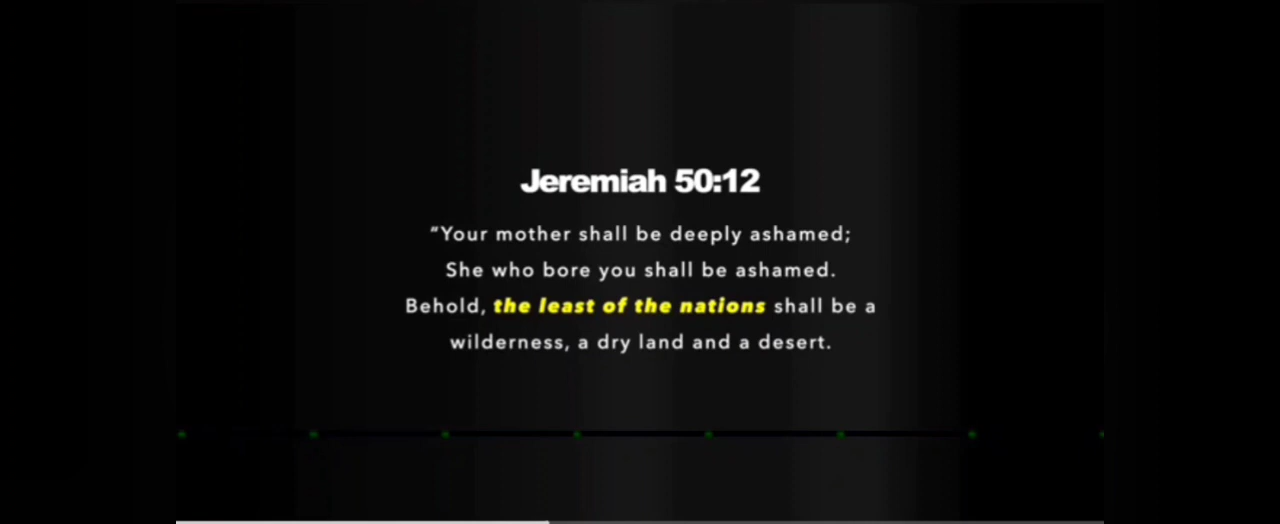 Jeremiah 50:12
“Your mother shall be deeply ashamed;
She who bore you shall be ashamed.
Behold, the least of the nations shall be a
wilderness, a dry land and a desert.